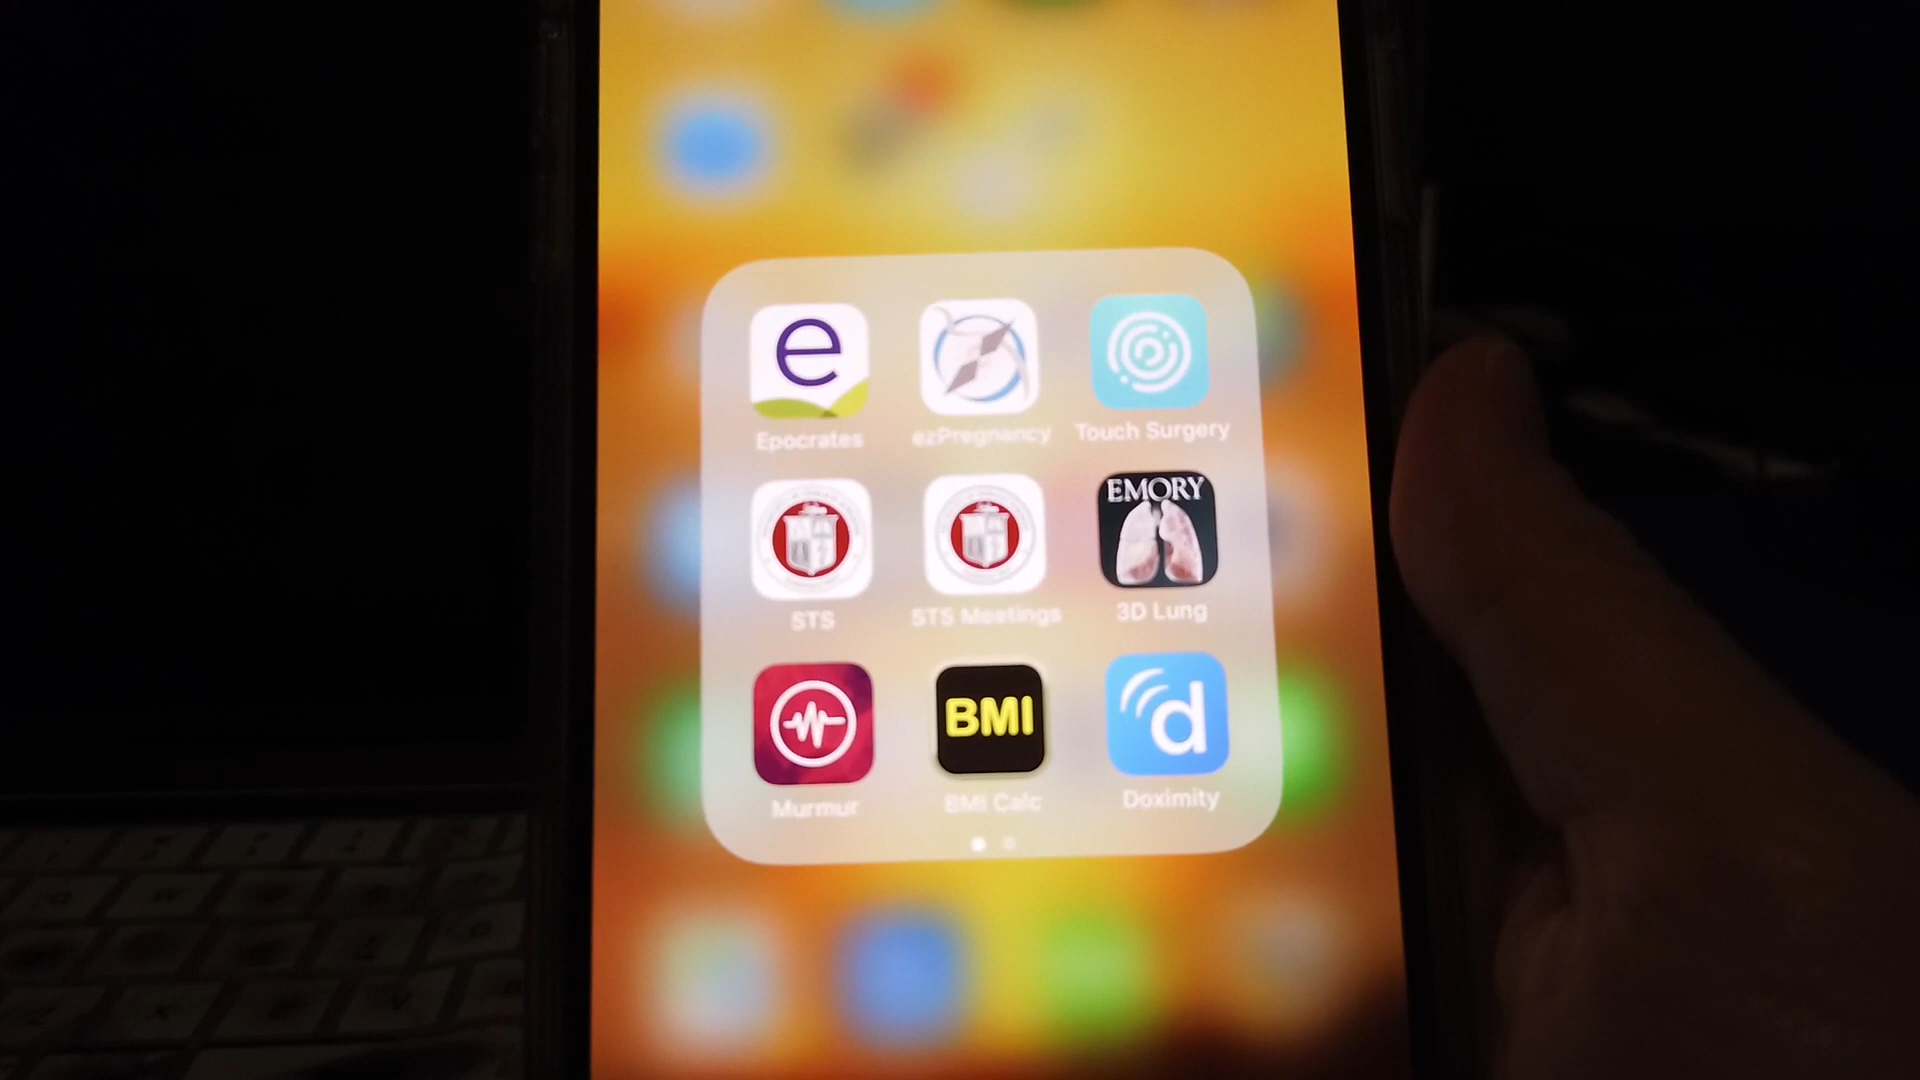 e
Epocrates
ezPregnancy
Touch Surgery
STS
STS Meetings
EMORY
3D Lung
Murmur
BMI
BMI Calc
d
Doximity